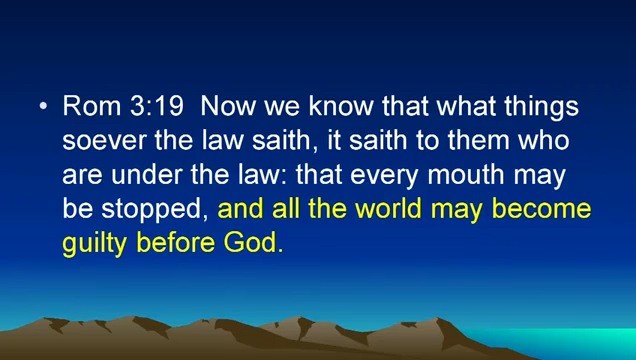 • Rom 3:19  Now we know that what things
soever the law saith, it saith to them who
are under the law: that every mouth may
be stopped, and all the world may become
guilty before God.